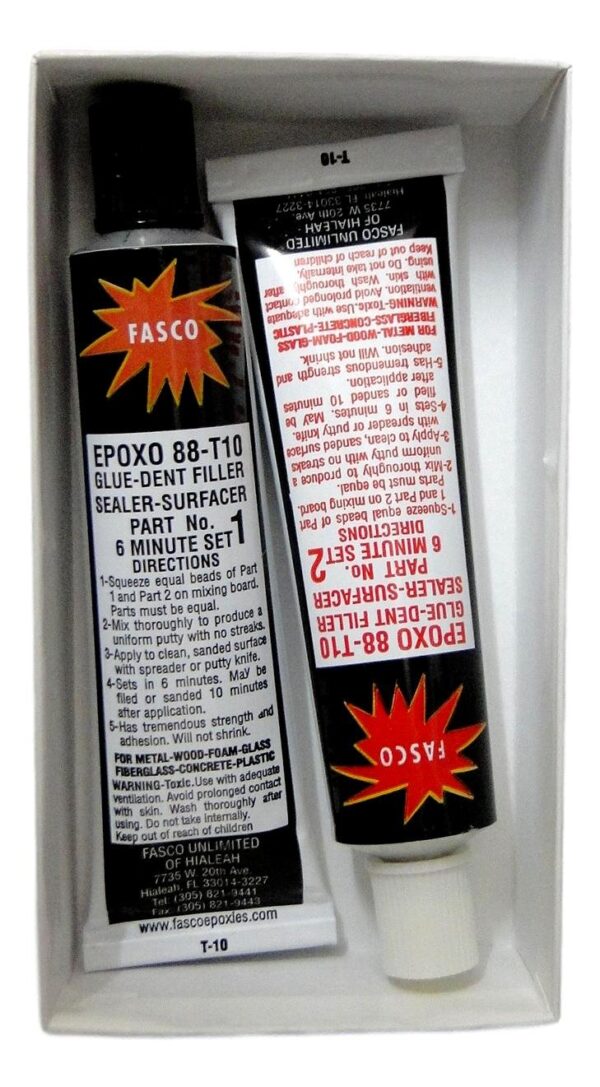 FASCO
EPOXO 88-T10
GLUE-DENT FILLER
SEALER-SURFACER
PART No. 1
6 MINUTE SET
DIRECTIONS
1-Squeeze equal beads of Part
1 and Part 2 on mixing board.
Parts must be equal.
2-Mix thoroughly to produce a
uniform putty with no streaks.
3-Apply to clean, sanded surface
with spreader or putty knife.
4-Sets in 6 minutes. May be
filed or sanded 10 minutes
after application.
5-Has tremendous strength and
adhesion. Will not shrink.
FOR METAL-WOOD-FOAM-GLASS
FIBERGLASS-CONCRETE-PLASTIC
WARNING-Toxic.Use with adequate
ventilation. Avoid prolonged contact
with skin. Wash thoroughly after
using. Do not take internally.
Keep out of reach of children
FASCO UNLIMITED
OF HIALEAH
7735 W. 20th Ave.
Hialeah, FL 33014-3227
Tel: (305) 821-9441
Fax: (305) 821-9443
www.fascoepoxies.com
T-10
FASCO
EPOXO 88-T10
GLUE-DENT FILLER
SEALER-SURFACER
PART No. 2
6 MINUTE SET
DIRECTIONS
1-Squeeze equal beads of Part
1 and Part 2 on mixing board.
Parts must be equal.
2-Mix thoroughly to produce a
uniform putty with no streaks
3-Apply to clean, sanded surface
with spreader or putty knife.
4-Sets in 6 minutes. May be
filed or sanded 10 minutes
after application.
5-Has tremendous strength and
adhesion. Will not shrink.
FOR METAL-WOOD-FOAM-GLASS
FIBERGLASS-CONCRETE-PLASTIC
WARNING-Toxic.Use with adequate
ventilation. Avoid prolonged contact
with skin. Wash thoroughly after
using. Do not take internally.
Keep out of reach of children
FASCO UNLIMITED
OF HIALEAH
7735 W. 20th Ave.
Hialeah, FL 33014-3227
T-10